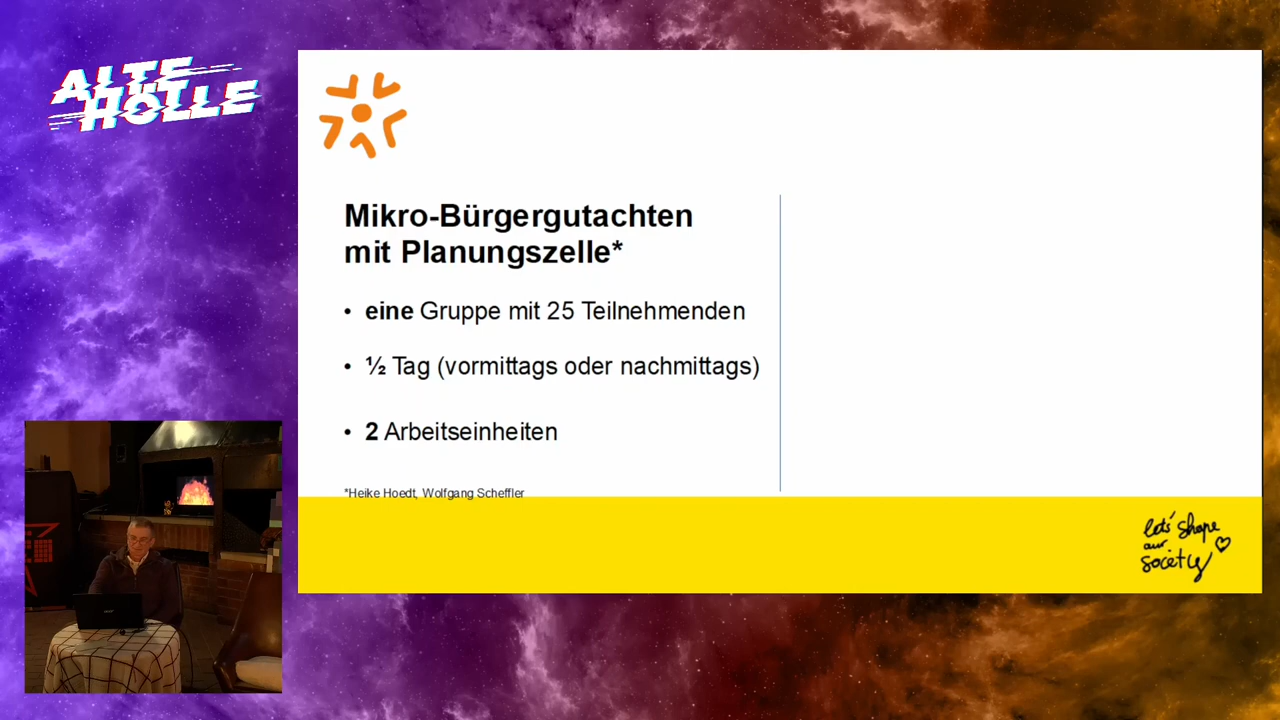 ALTE
HÖLLE
Mikro-Bürgergutachten
mit Planungszelle*
• eine Gruppe mit 25 Teilnehmenden
• ½ Tag (vormittags oder nachmittags)
• 2 Arbeitseinheiten
*Heike Hoedt, Wolfgang Scheffler
let's shape
our
society
acer